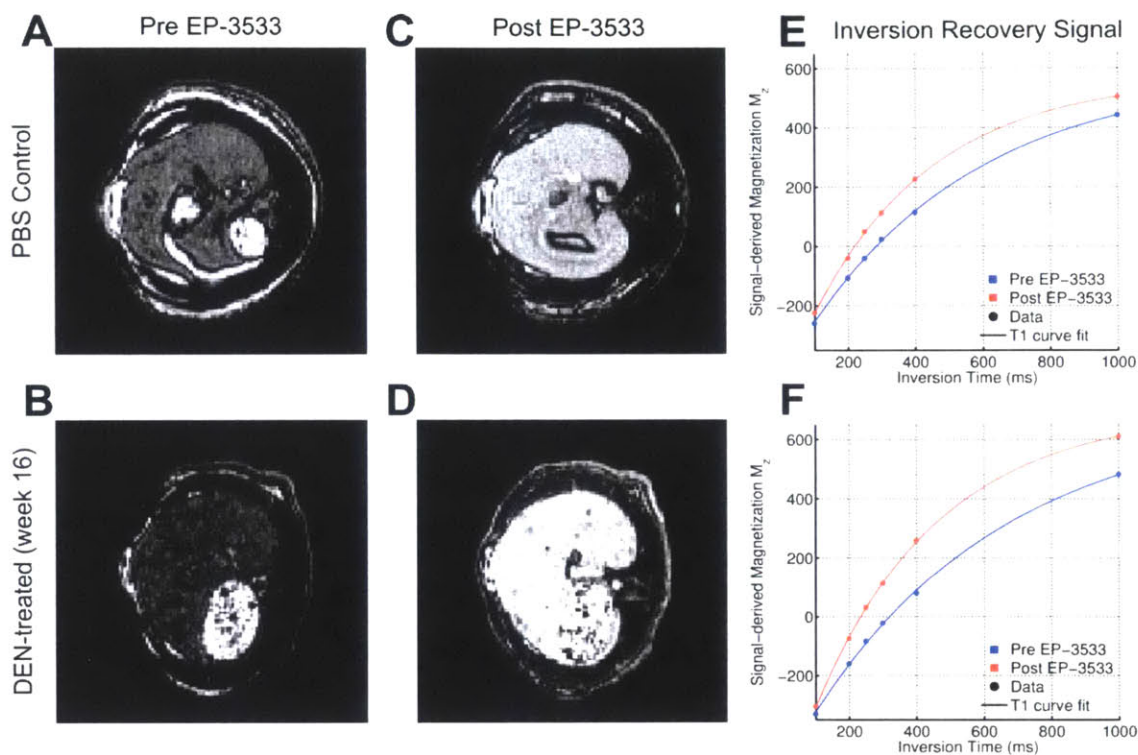 A
Pre EP-3533
C
Post EP-3533
E
Inversion Recovery Signal
PBS Control
Signal-derived Magnetization Mz
600
400
200
0
−200
Pre EP−3533
Post EP−3533
Data
T1 curve fit
200
400
600
800
1000
Inversion Time (ms)
B
D
F
DEN-treated (week 16)
Signal-derived Magnetization Mz
600
400
200
0
−200
Pre EP−3533
Post EP−3533
Data
T1 curve fit
200
400
600
800
1000
Inversion Time (ms)